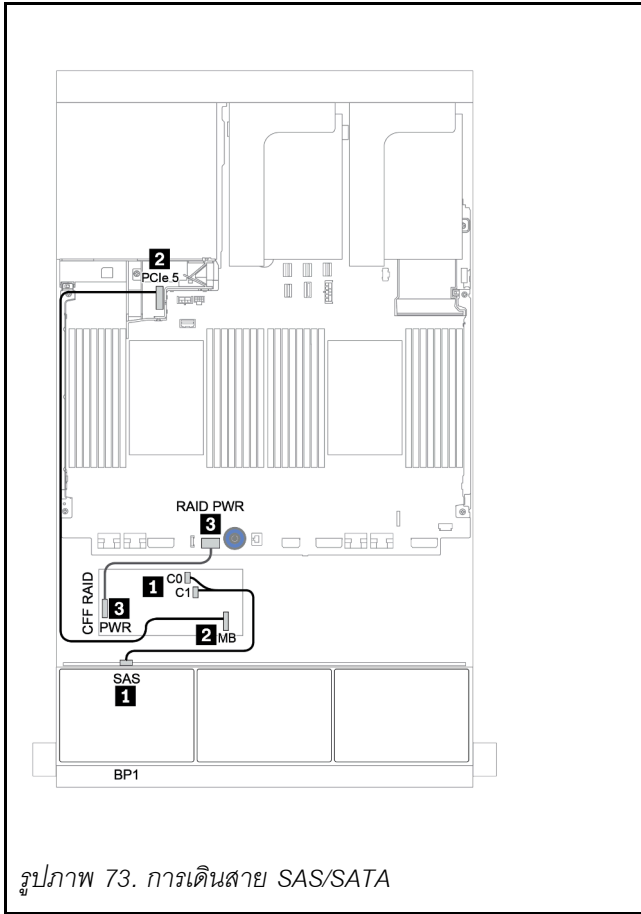 2
PCIe 5
RAID PWR
3
CFF RAID
1
C0
C1
3
PWR
2
MB
SAS
1
BP1
รูปภาพ 73. การเดินสาย SAS/SATA